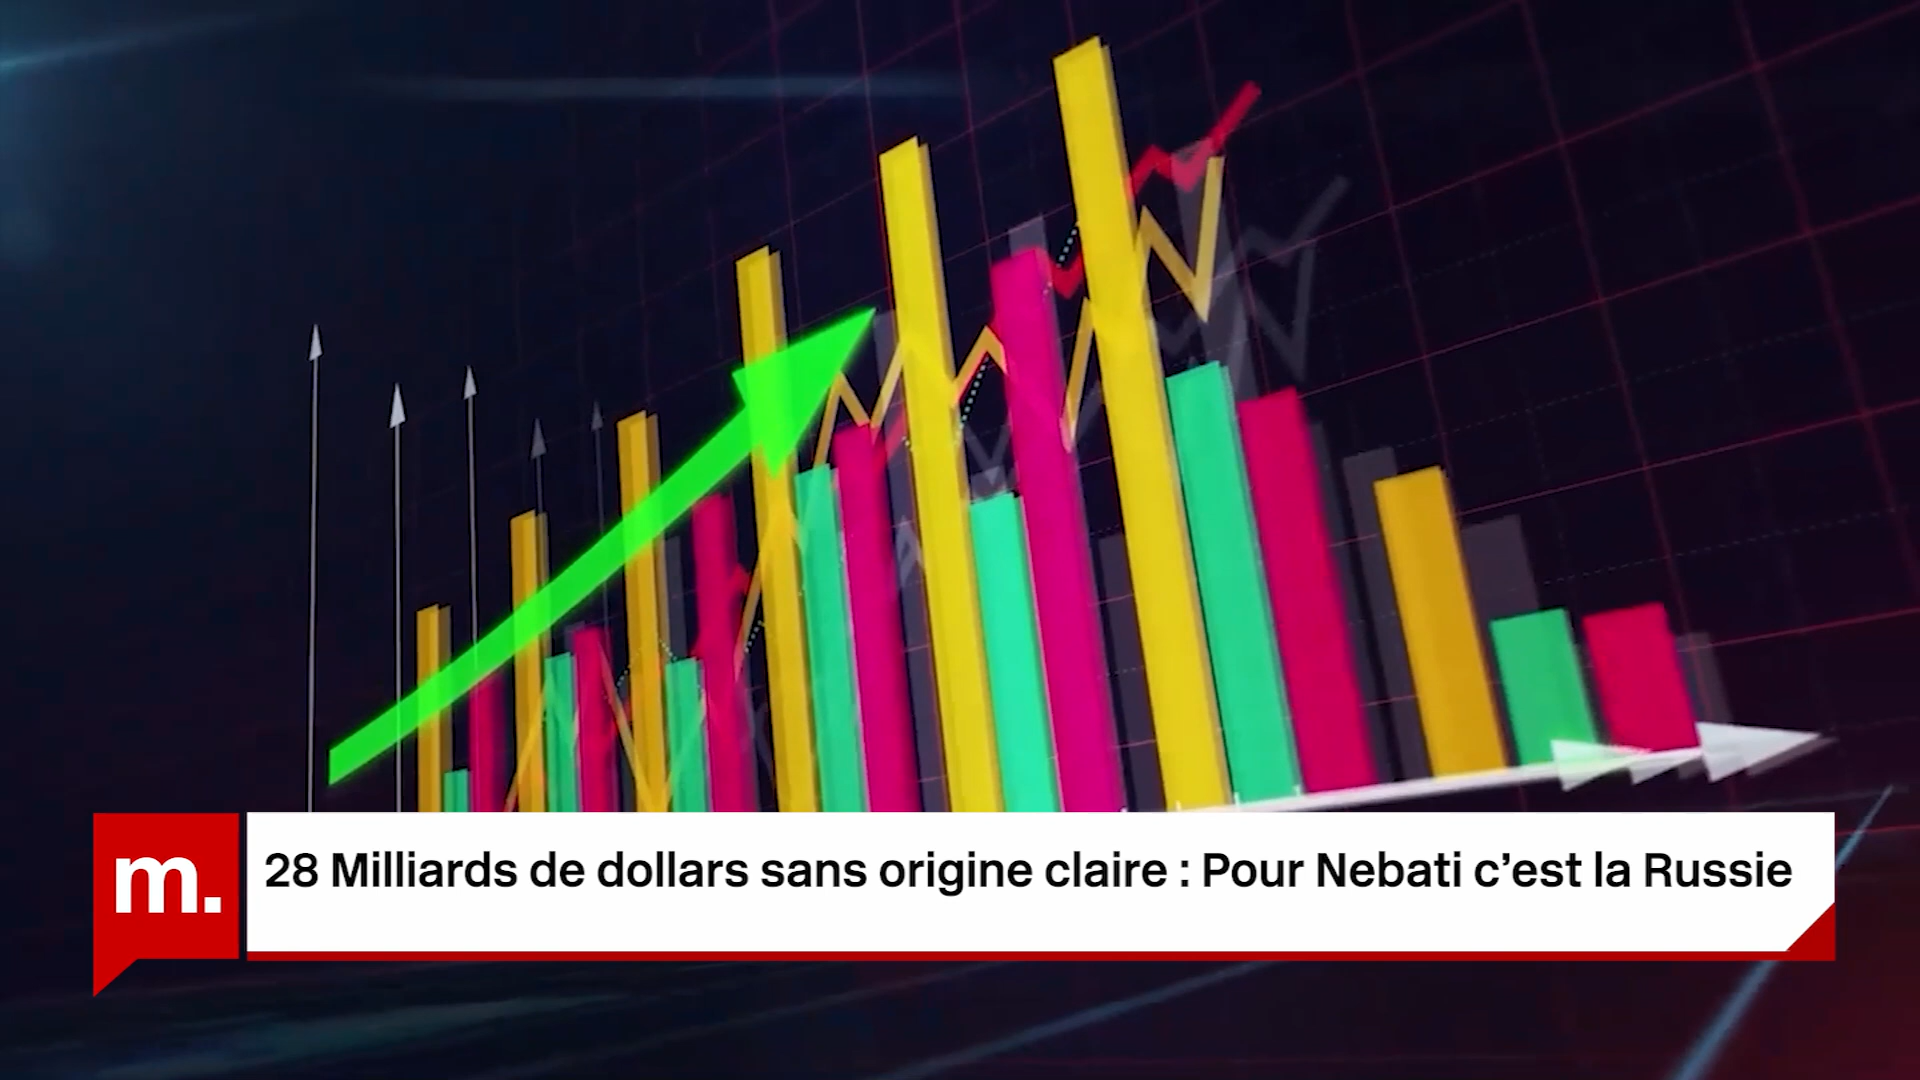 m.
28 Milliards de dollars sans origine claire : Pour Nebati c’est la Russie